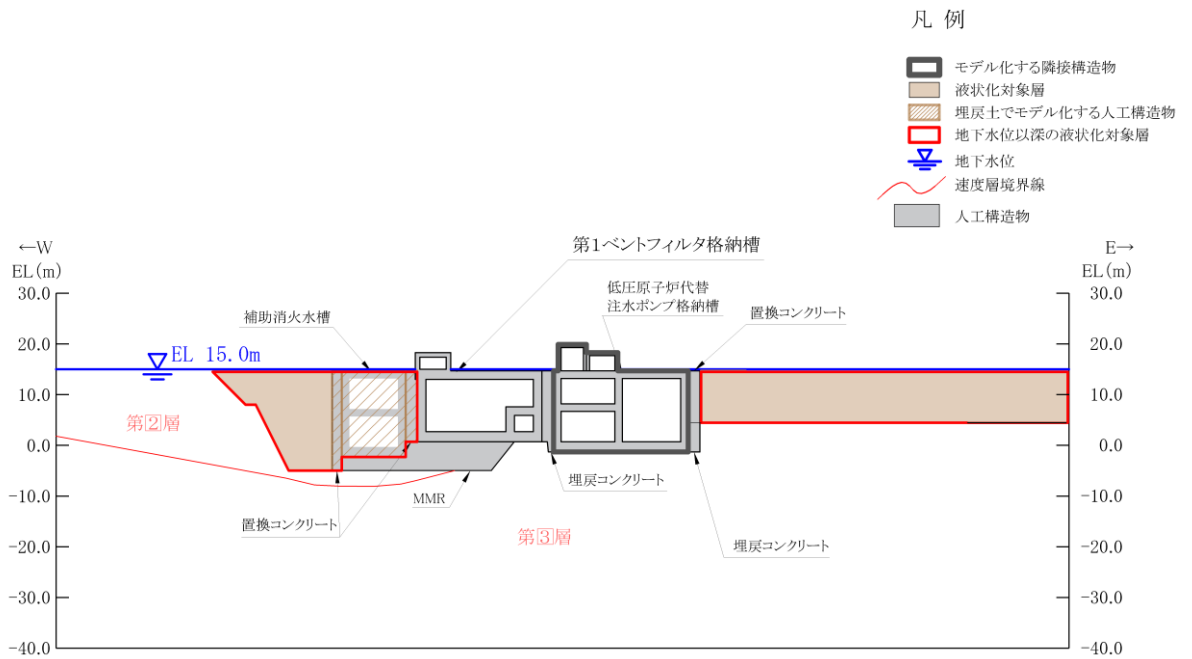 凡 例
モデル化する隣接構造物
液状化対象層
埋戻土でモデル化する人工構造物
地下水位以深の液状化対象層
地下水位
速度層境界線
人工構造物
←W
EL(m)
E→
EL(m)
第1ベントフィルタ格納槽
低圧原子炉代替
注水ポンプ格納槽
補助消火水槽
置換コンクリート
EL 15.0m
30.0
20.0
10.0
0.0
-10.0
-20.0
-30.0
-40.0
30.0
20.0
10.0
0.0
-10.0
-20.0
-30.0
-40.0
第2層
埋戻コンクリート
MMR
置換コンクリート
第3層
埋戻コンクリート